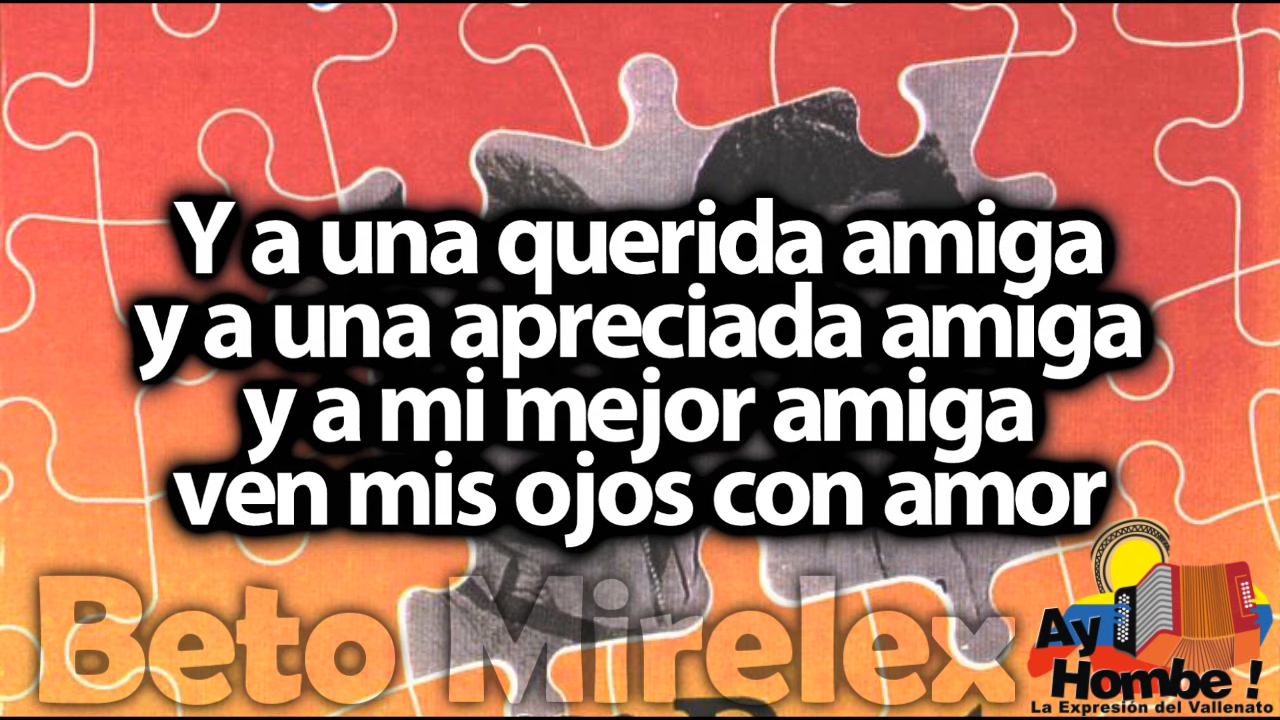 Y a una querida amiga
y a una apreciada amiga
y a mi mejor amiga
ven mis ojos con amor
Beto Mirelex
Ay
Hombe !
La Expresión del Vallenato